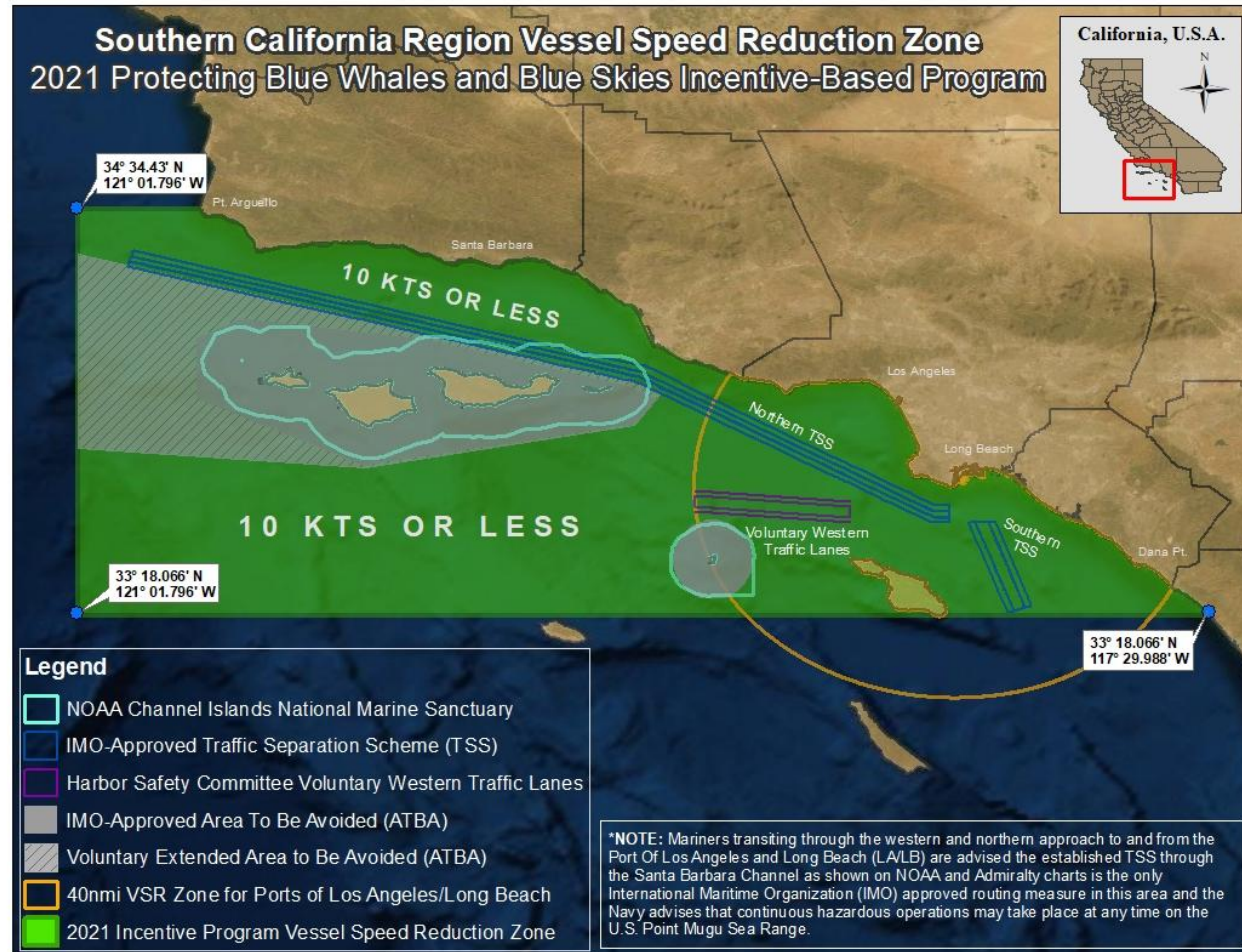 Southern California Region Vessel Speed Reduction Zone
2021 Protecting Blue Whales and Blue Skies Incentive-Based Program
California, U.S.A.
N
34° 34.43' N
121° 01.796' W
Pt. Arguello
Santa Barbara
10 KTS OR LESS
Los Angeles
Northern TSS
Long Beach
10 KTS OR LESS
Voluntary Western
Traffic Lanes
Southern
TSS
Dana Pt.
33° 18.066' N
121° 01.796' W
33° 18.066' N
117° 29.988' W
Legend
NOAA Channel Islands National Marine Sanctuary
IMO-Approved Traffic Separation Scheme (TSS)
Harbor Safety Committee Voluntary Western Traffic Lanes
IMO-Approved Area To Be Avoided (ATBA)
Voluntary Extended Area to Be Avoided (ATBA)
40nmi VSR Zone for Ports of Los Angeles/Long Beach
2021 Incentive Program Vessel Speed Reduction Zone
*NOTE: Mariners transiting through the western and northern approach to and from the
Port Of Los Angeles and Long Beach (LA/LB) are advised the established TSS through
the Santa Barbara Channel as shown on NOAA and Admiralty charts is the only
International Maritime Organization (IMO) approved routing measure in this area and the
Navy advises that continuous hazardous operations may take place at any time on the
U.S. Point Mugu Sea Range.